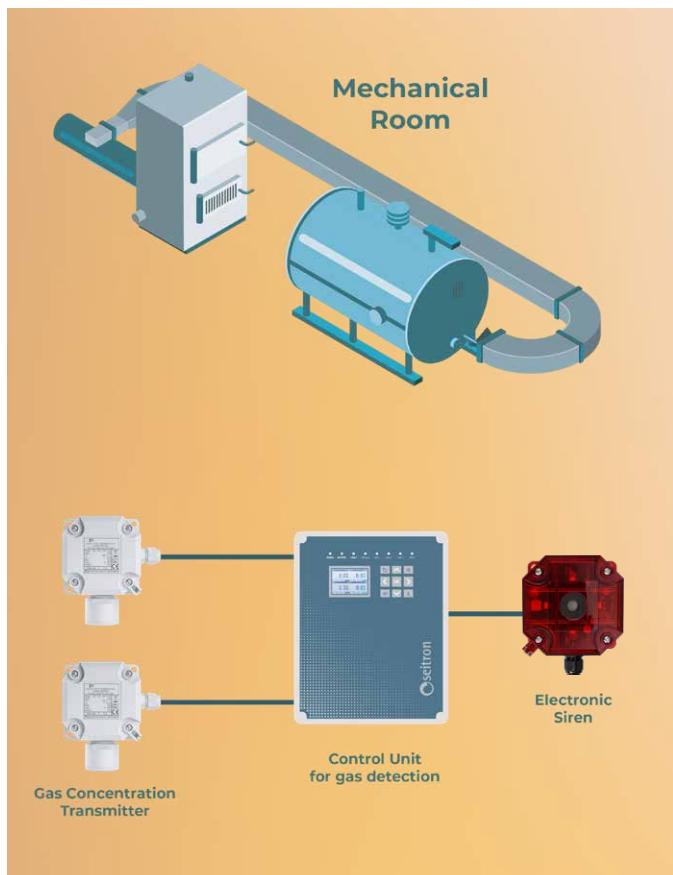 Mechanical
Room
seitron
Electronic
Siren
Control Unit
for gas detection
Gas Concentration
Transmitter